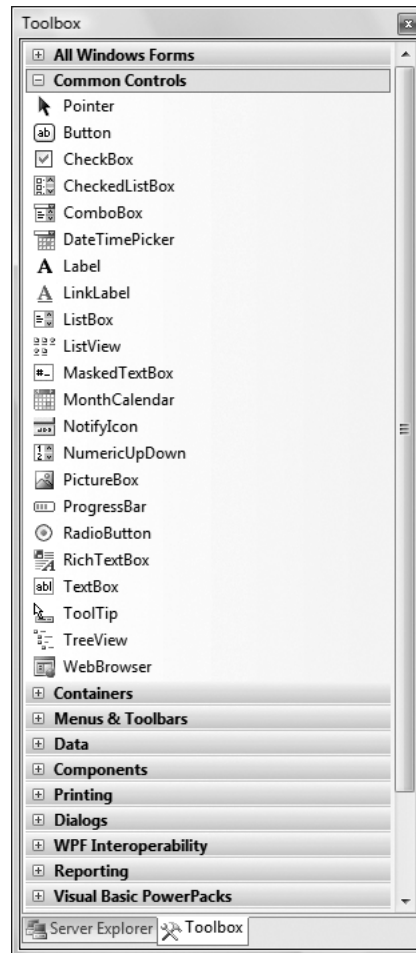 Toolbox
All Windows Forms
Common Controls
Pointer
Button
CheckBox
CheckedListBox
ComboBox
DateTimePicker
Label
LinkLabel
ListBox
ListView
MaskedTextBox
MonthCalendar
NotifyIcon
NumericUpDown
PictureBox
ProgressBar
RadioButton
RichTextBox
TextBox
ToolTip
TreeView
WebBrowser
Containers
Menus & Toolbars
Data
Components
Printing
Dialogs
WPF Interoperability
Reporting
Visual Basic PowerPacks
Server Explorer Toolbox